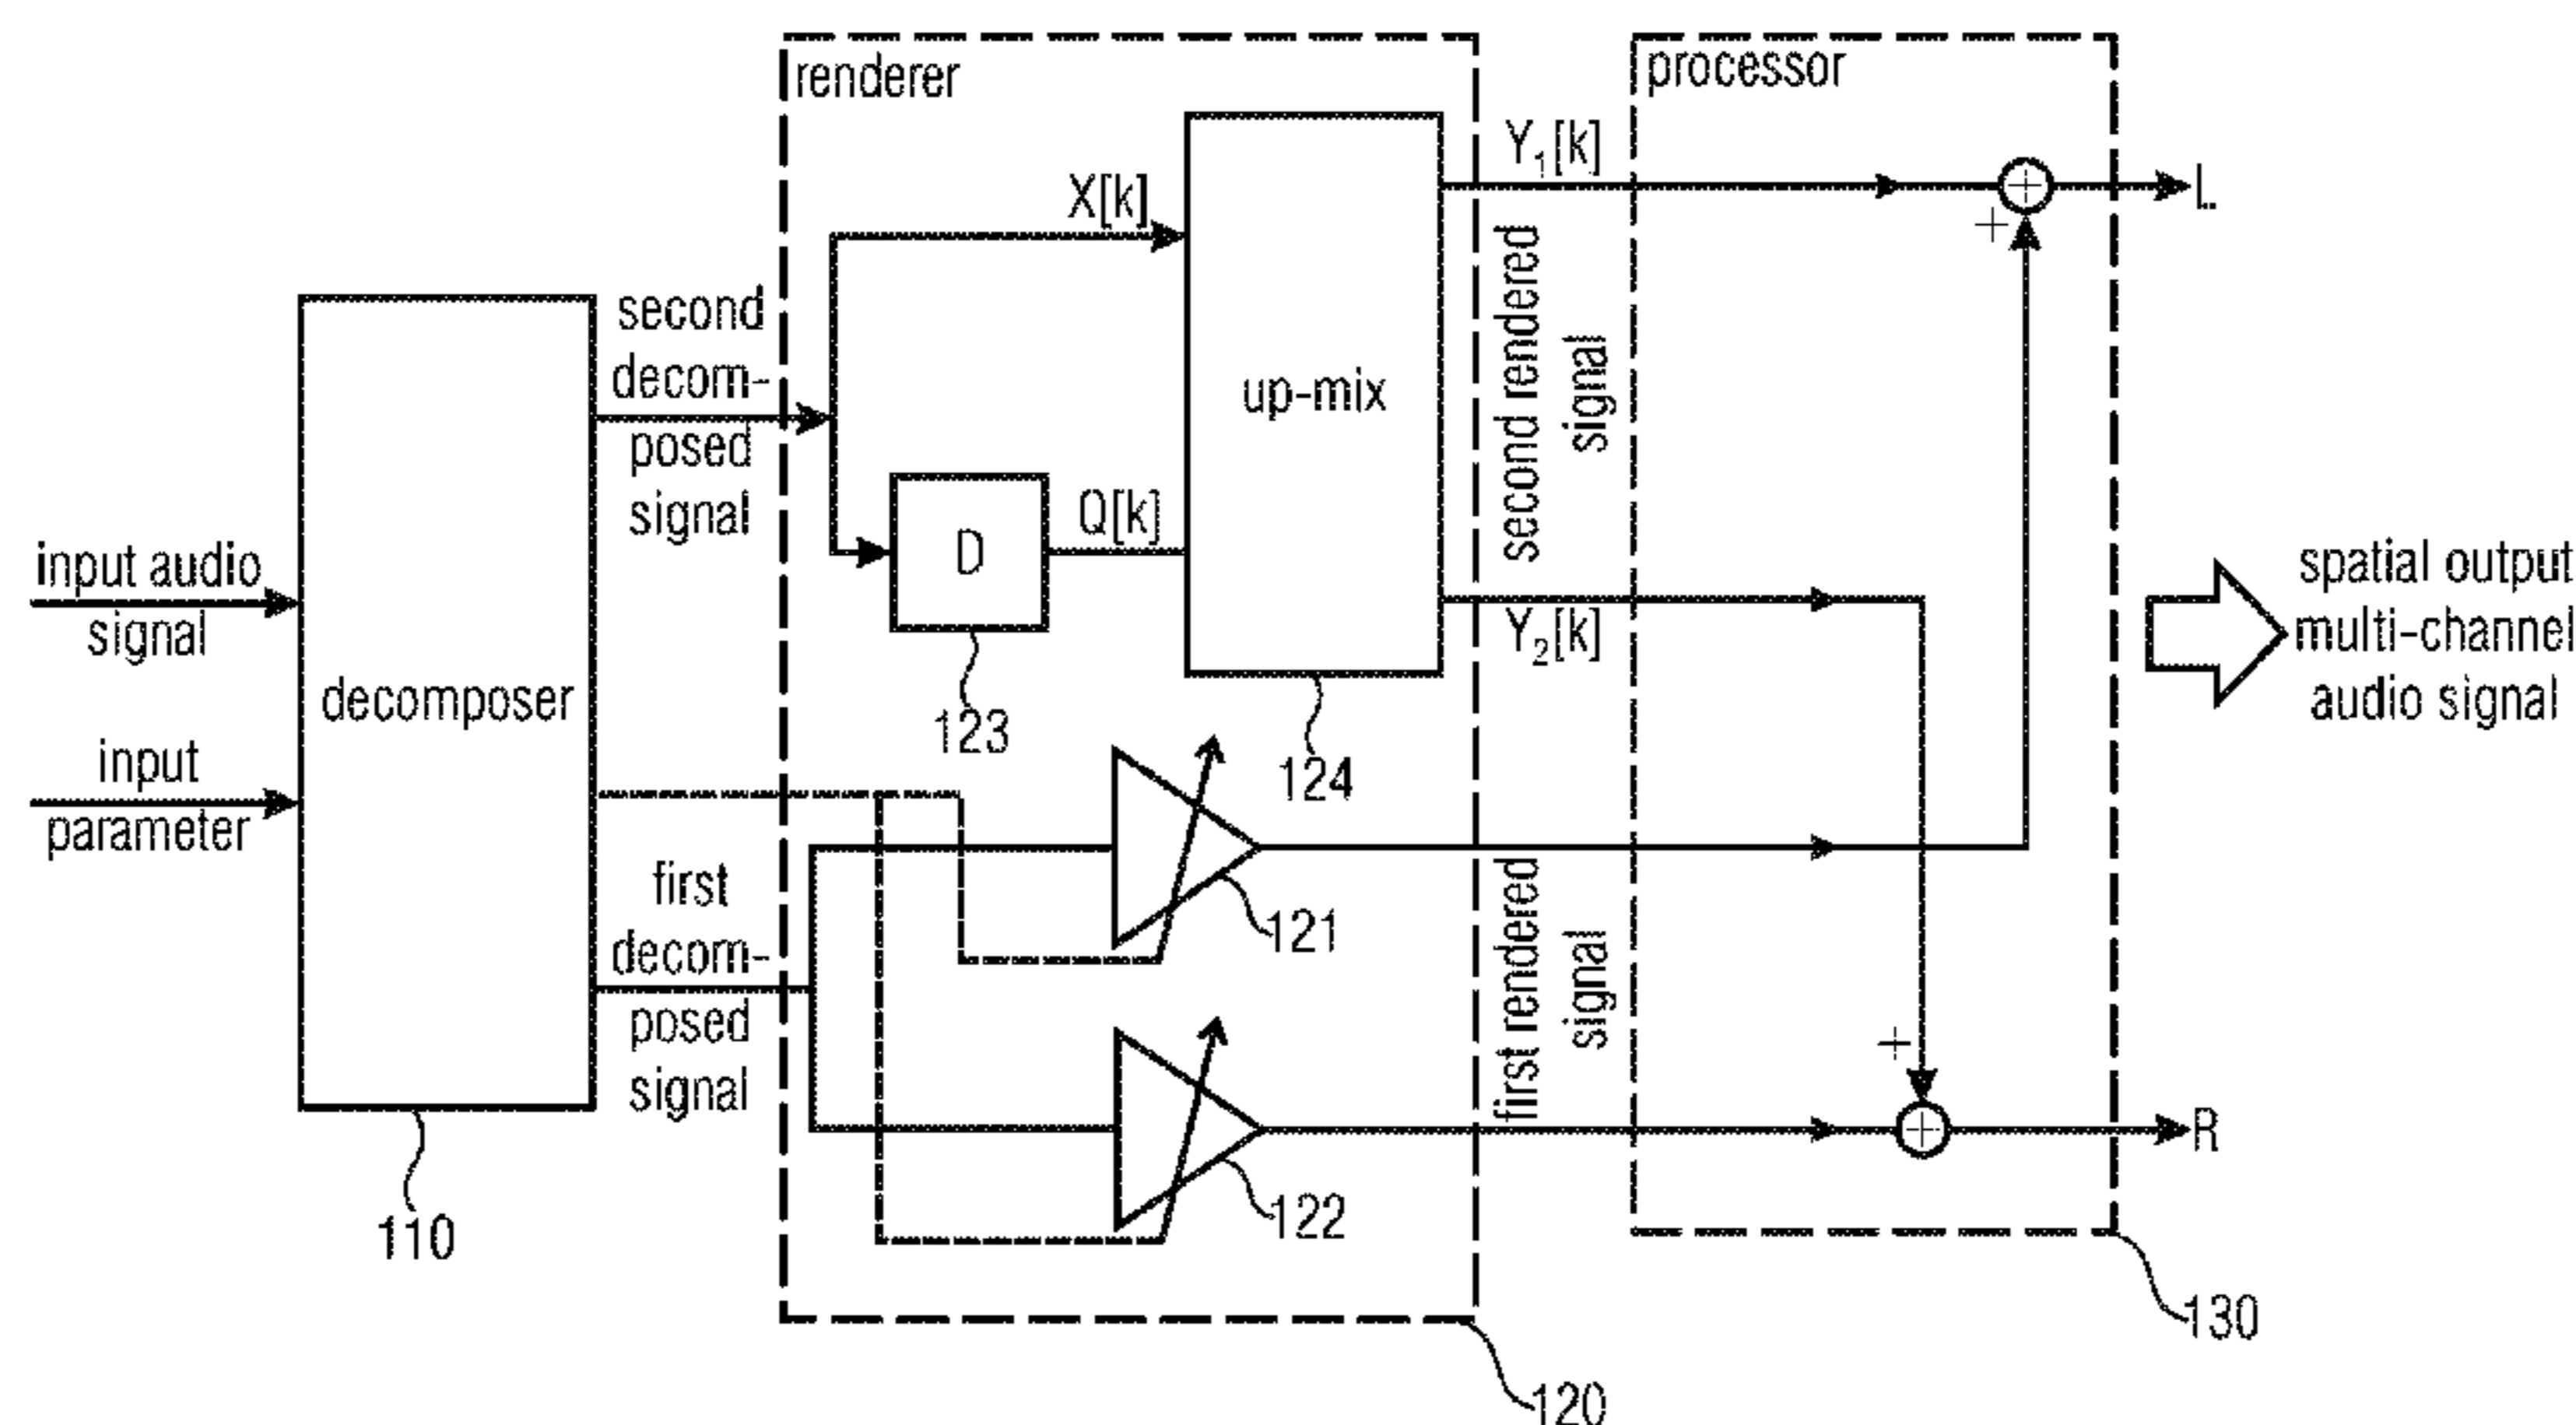 renderer
processor
Y₁[k]
X[k]
L
second
decom-
posed
signal
up-mix
second rendered
signal
Q[k]
D
input audio
signal
spatial output
multi-channel
audio signal
Y₂[k]
decomposer
123
124
input
parameter
+
first
decom-
posed
signal
121
first rendered
signal
+
122
R
110
130
120